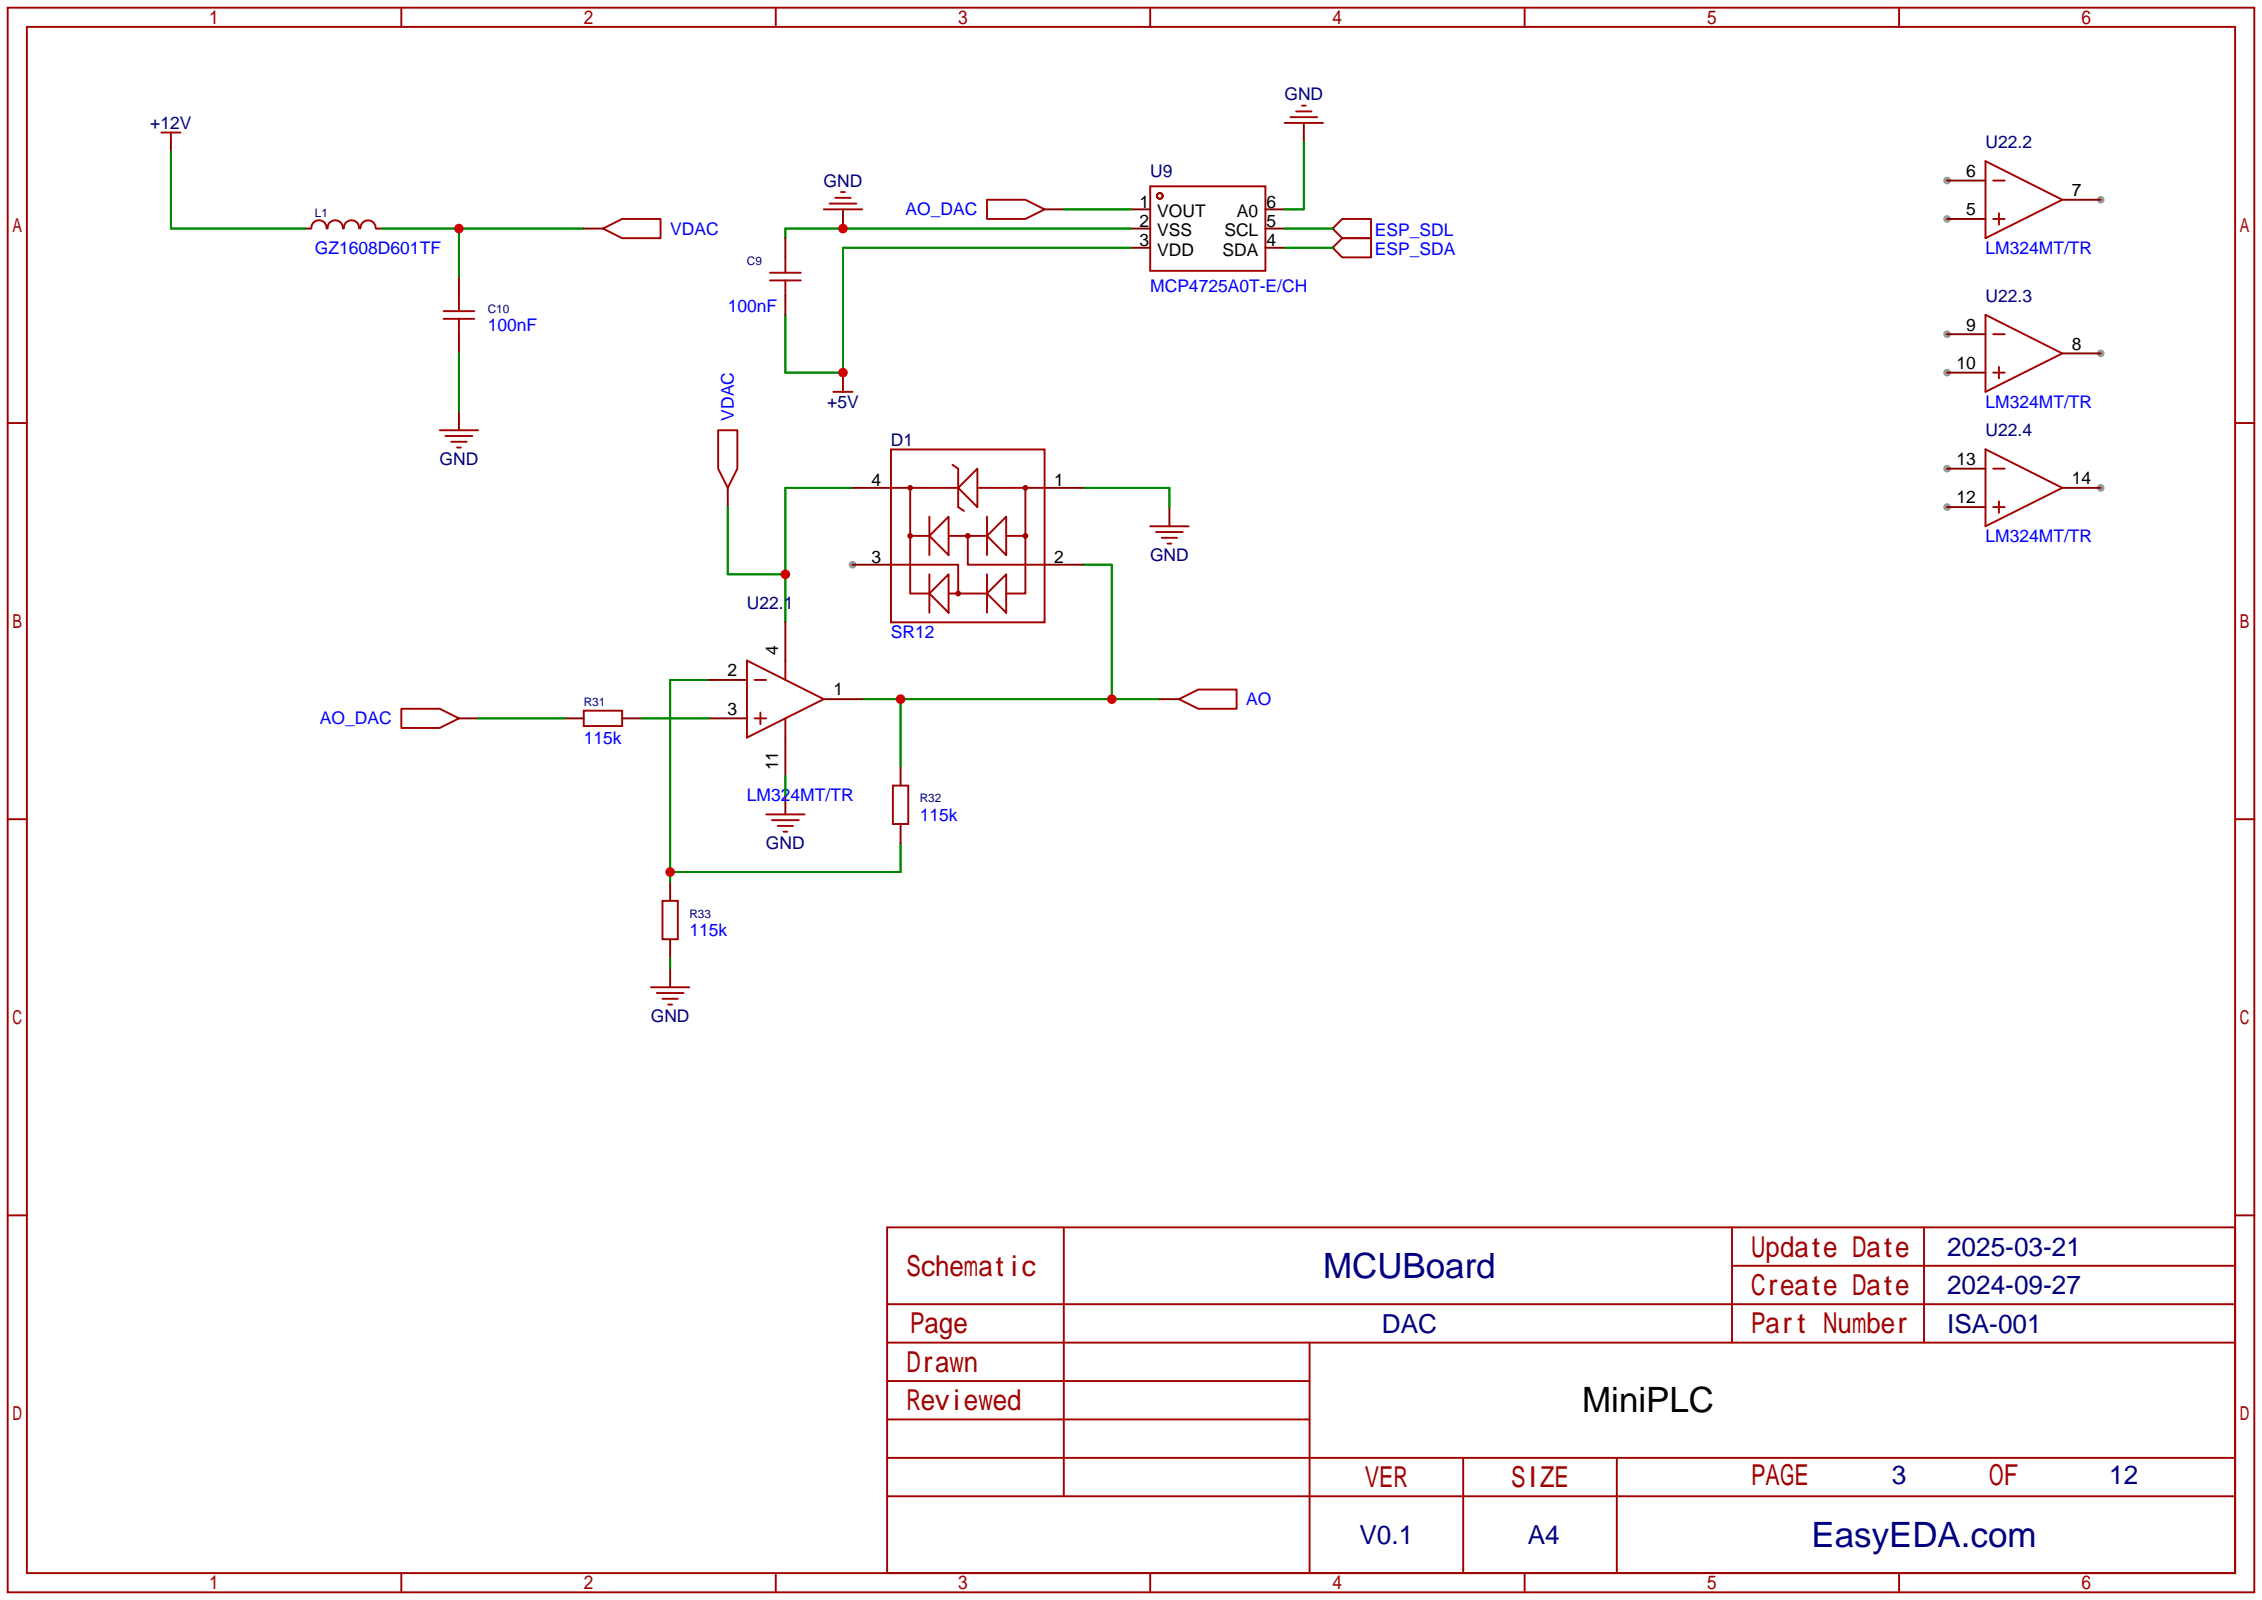 1 2 3 4 5 6
A
B
C
D
A
B
C
D
+12V
L1
GZ1608D601TF
VDAC
C10
100nF
GND
GND
AO_DAC
C9
100nF
+5V
GND
U9
1 VOUT A0 6
2 VSS SCL 5
3 VDD SDA 4
MCP4725A0T-E/CH
ESP_SDL
ESP_SDA
U22.2
6
5
7
LM324MT/TR
U22.3
9
10
8
LM324MT/TR
U22.4
13
12
14
LM324MT/TR
VDAC
D1
4 1
3 2
SR12
GND
U22.1
4
2
3
1
11
LM324MT/TR
GND
AO_DAC
R31
115k
AO
R32
115k
R33
115k
GND
Schematic MCUBoard
Update Date 2025-03-21
Create Date 2024-09-27
Page DAC Part Number ISA-001
Drawn
Reviewed
MiniPLC
VER SIZE PAGE 3 OF 12
V0.1 A4 EasyEDA.com
1 2 3 4 5 6